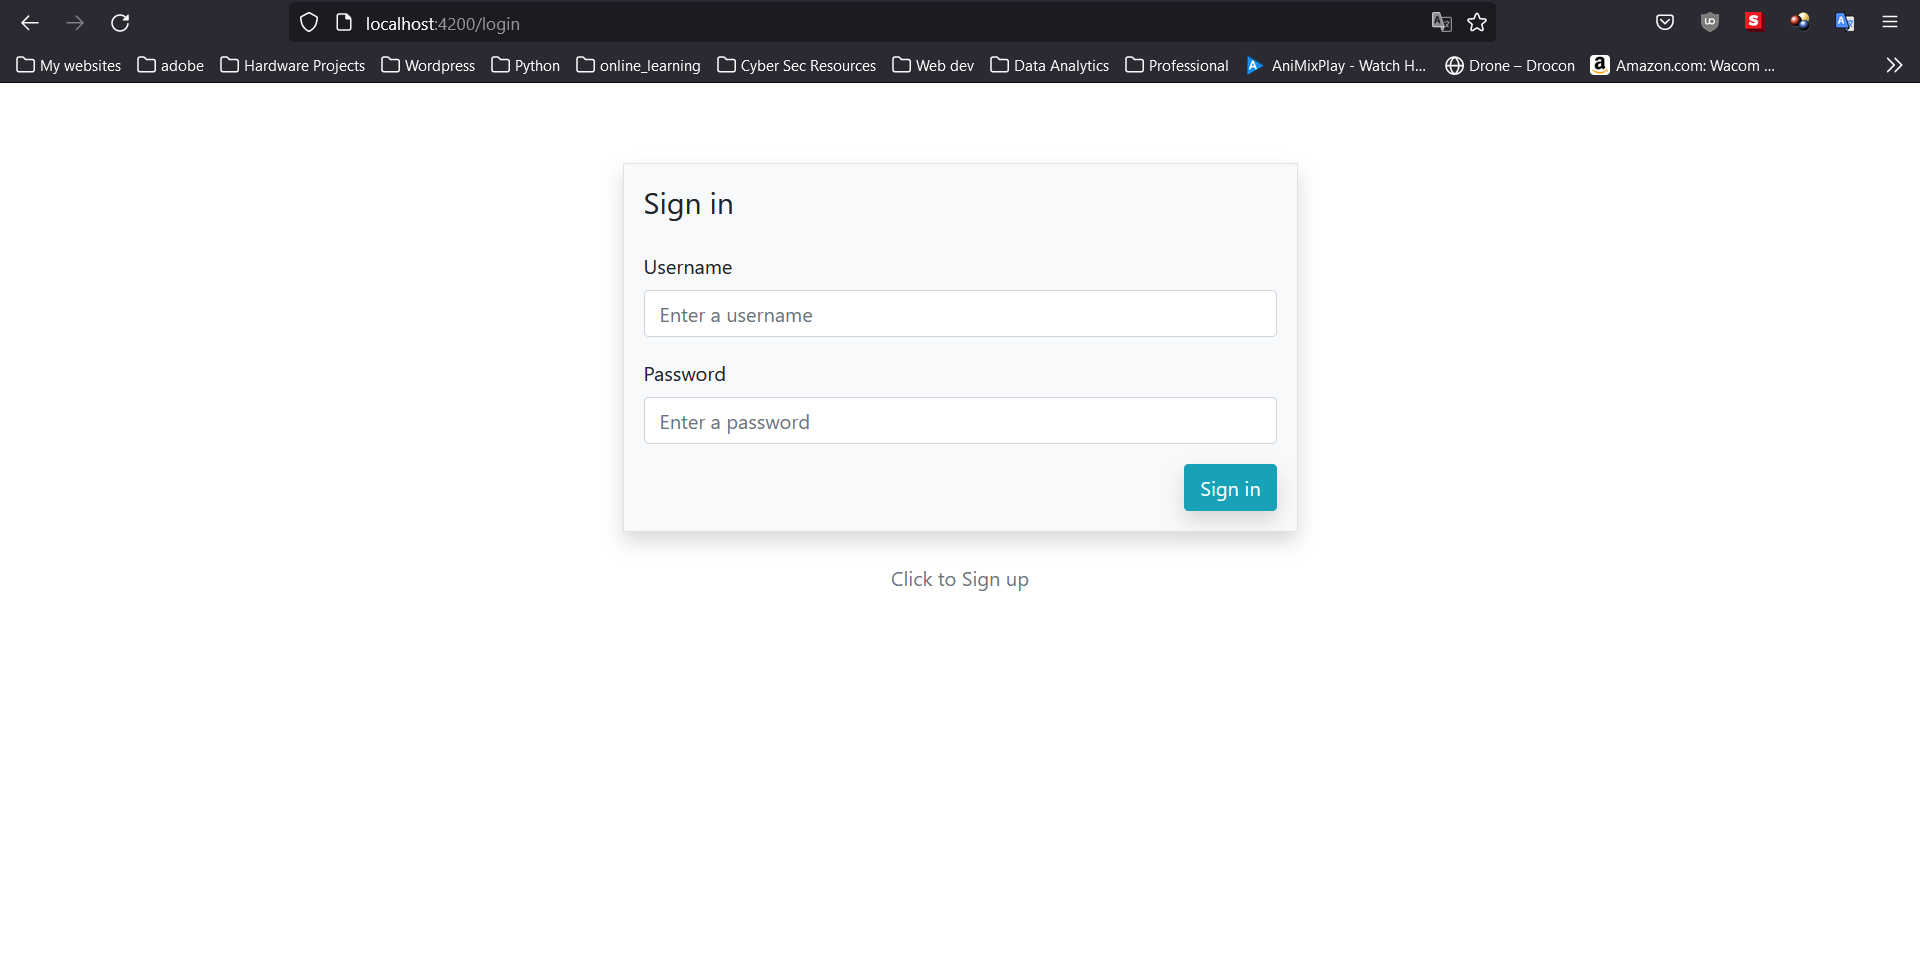 localhost:4200/login
My websites adobe Hardware Projects Wordpress Python online_learning Cyber Sec Resources Web dev Data Analytics Professional AniMixPlay - Watch H... Drone – Drocon Amazon.com: Wacom ...
Sign in
Username
Enter a username
Password
Enter a password
Sign in
Click to Sign up